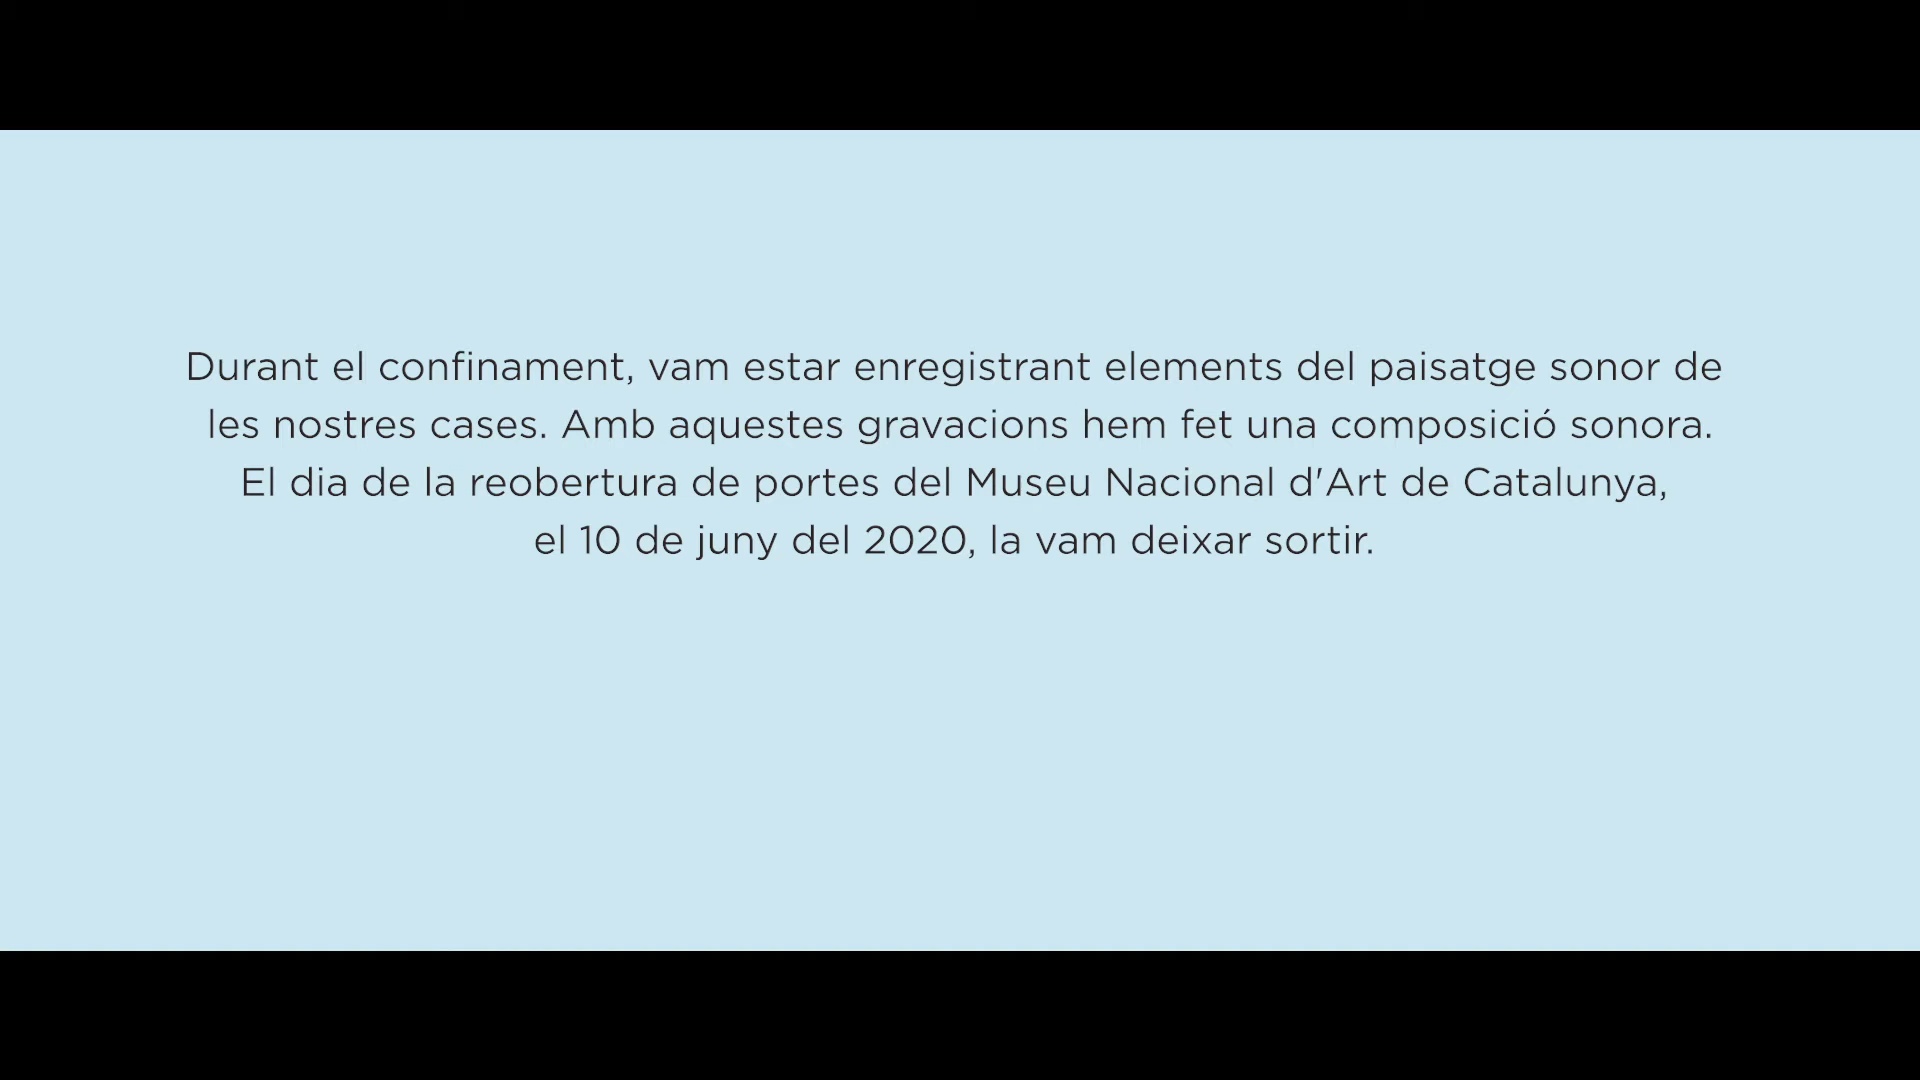 Durant el confinament, vam estar enregistrant elements del paisatge sonor de
les nostres cases. Amb aquestes gravacions hem fet una composició sonora.
El dia de la reobertura de portes del Museu Nacional d'Art de Catalunya,
el 10 de juny del 2020, la vam deixar sortir.